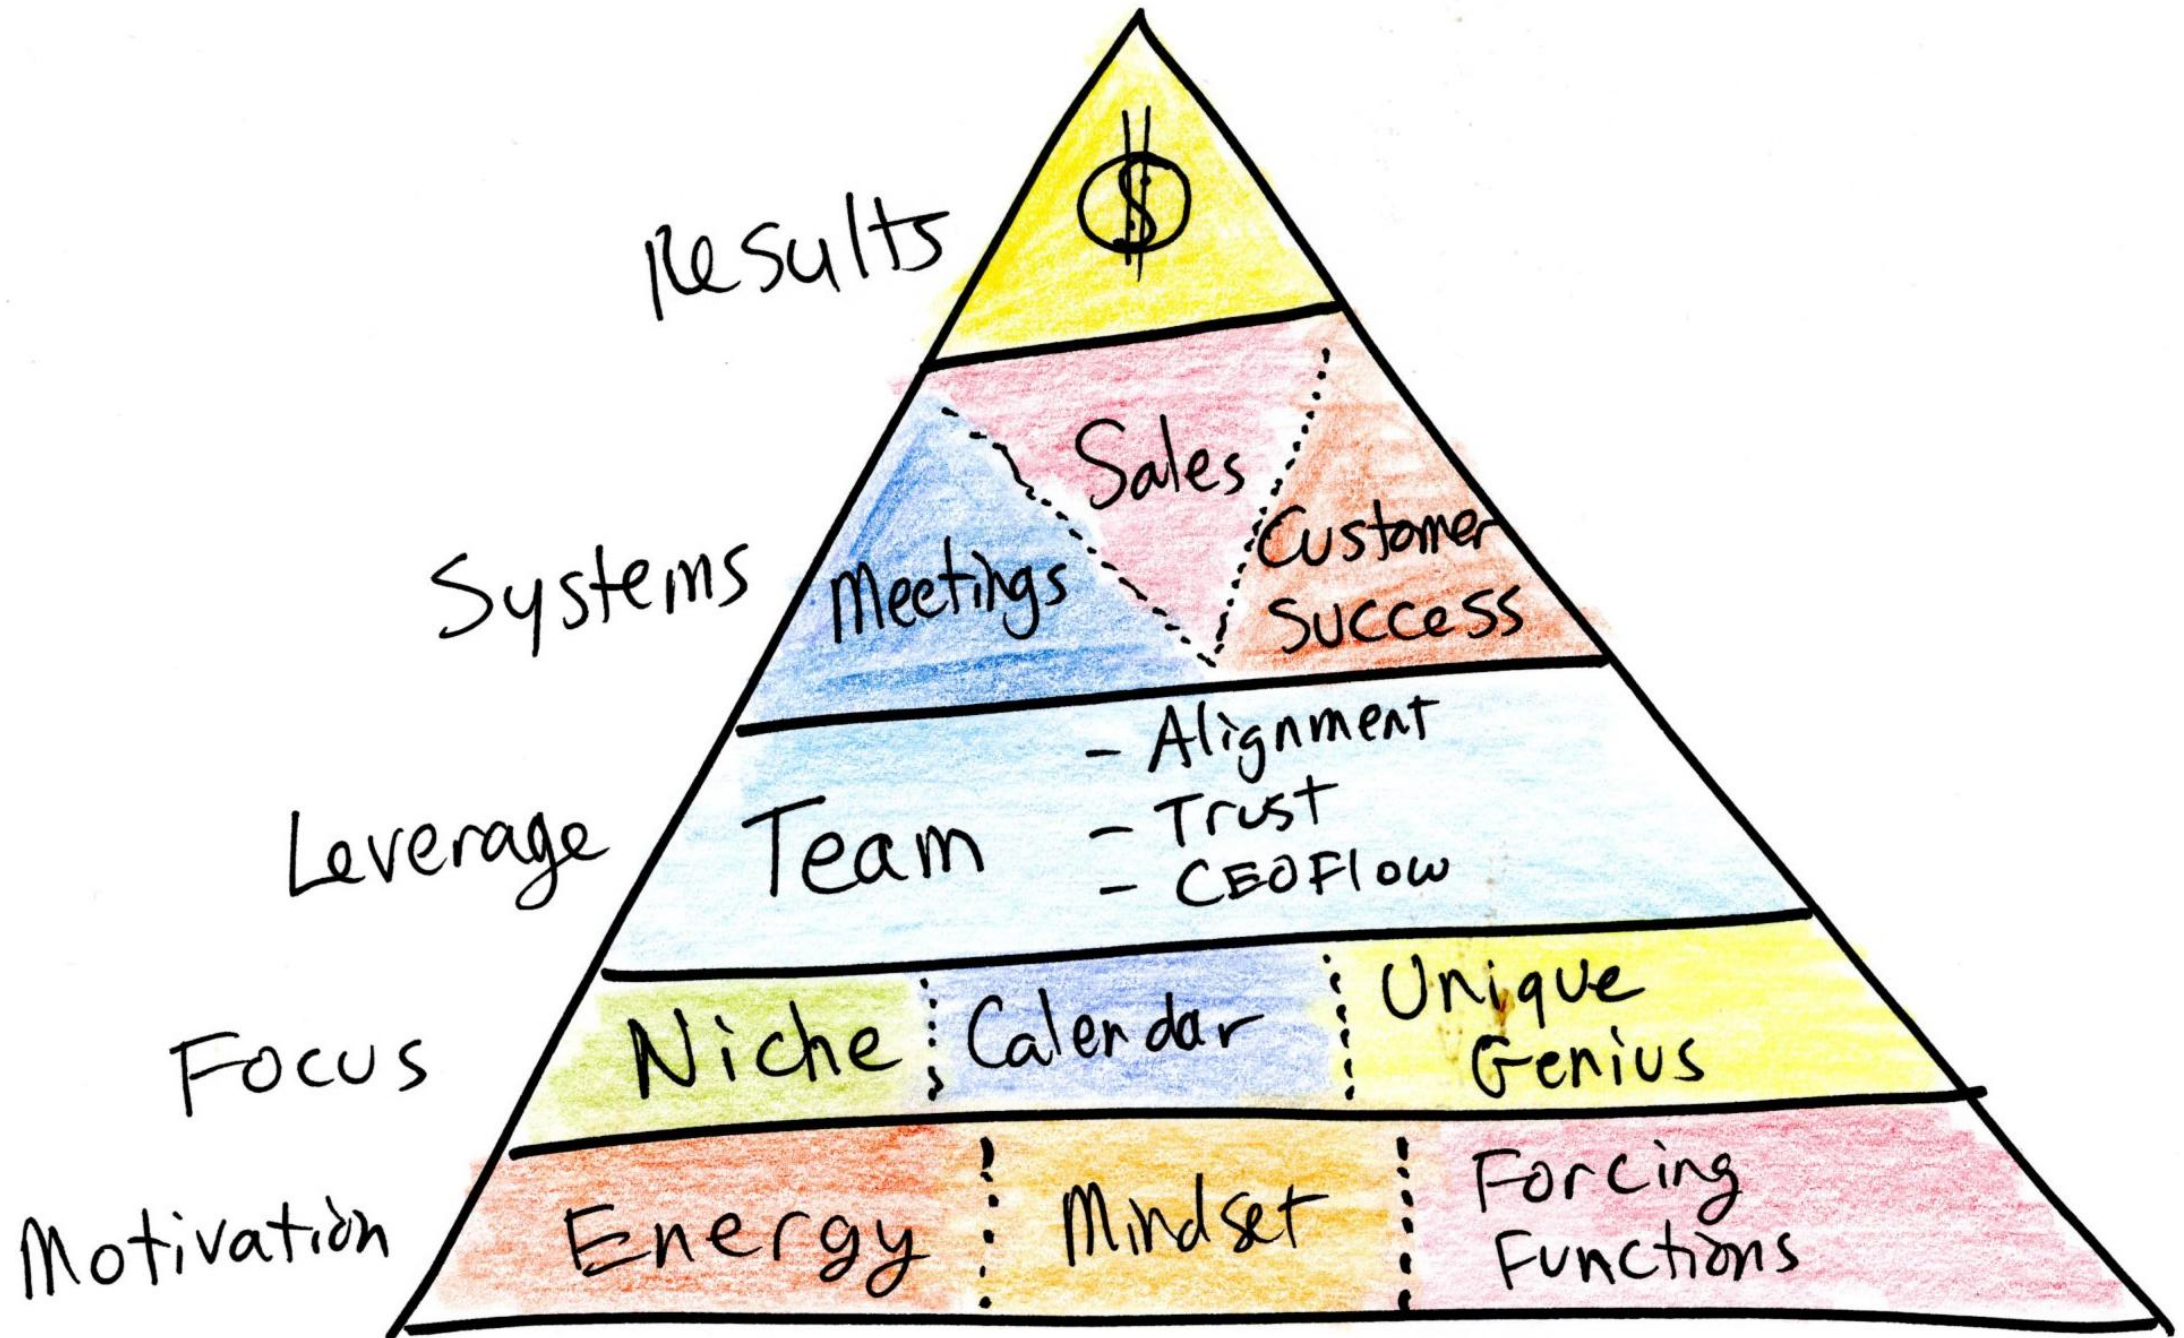 $
Results
Sales
Customer
Success
Systems
Meetings
- Alignment
- Trust
- CEOFlow
Leverage
Team
Focus
Niche
Calendar
Unique
Genius
Motivation
Energy
Mindset
Forcing
Functions